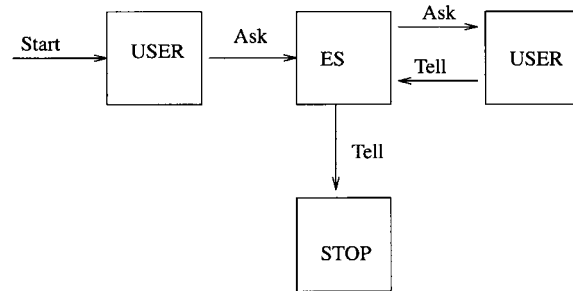 Start
USER
Ask
ES
Ask
Tell
USER
Tell
STOP